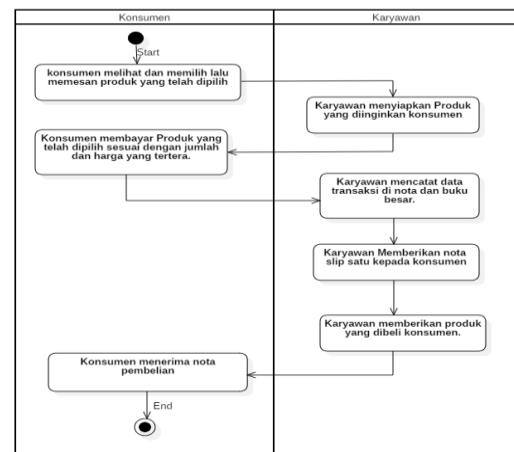 Konsumen
Karyawan
Start
konsumen melihat dan memilih lalu
memesan produk yang telah dipilih
Karyawan menyiapkan Produk
yang diinginkan konsumen
Konsumen membayar Produk yang
telah dipilih sesuai dengan jumlah
dan harga yang tertera.
Karyawan mencatat data
transaksi di nota dan buku
besar.
Karyawan Memberikan nota
slip satu kepada konsumen
Karyawan memberikan produk
yang dibeli konsumen.
Konsumen menerima nota
pembelian
End